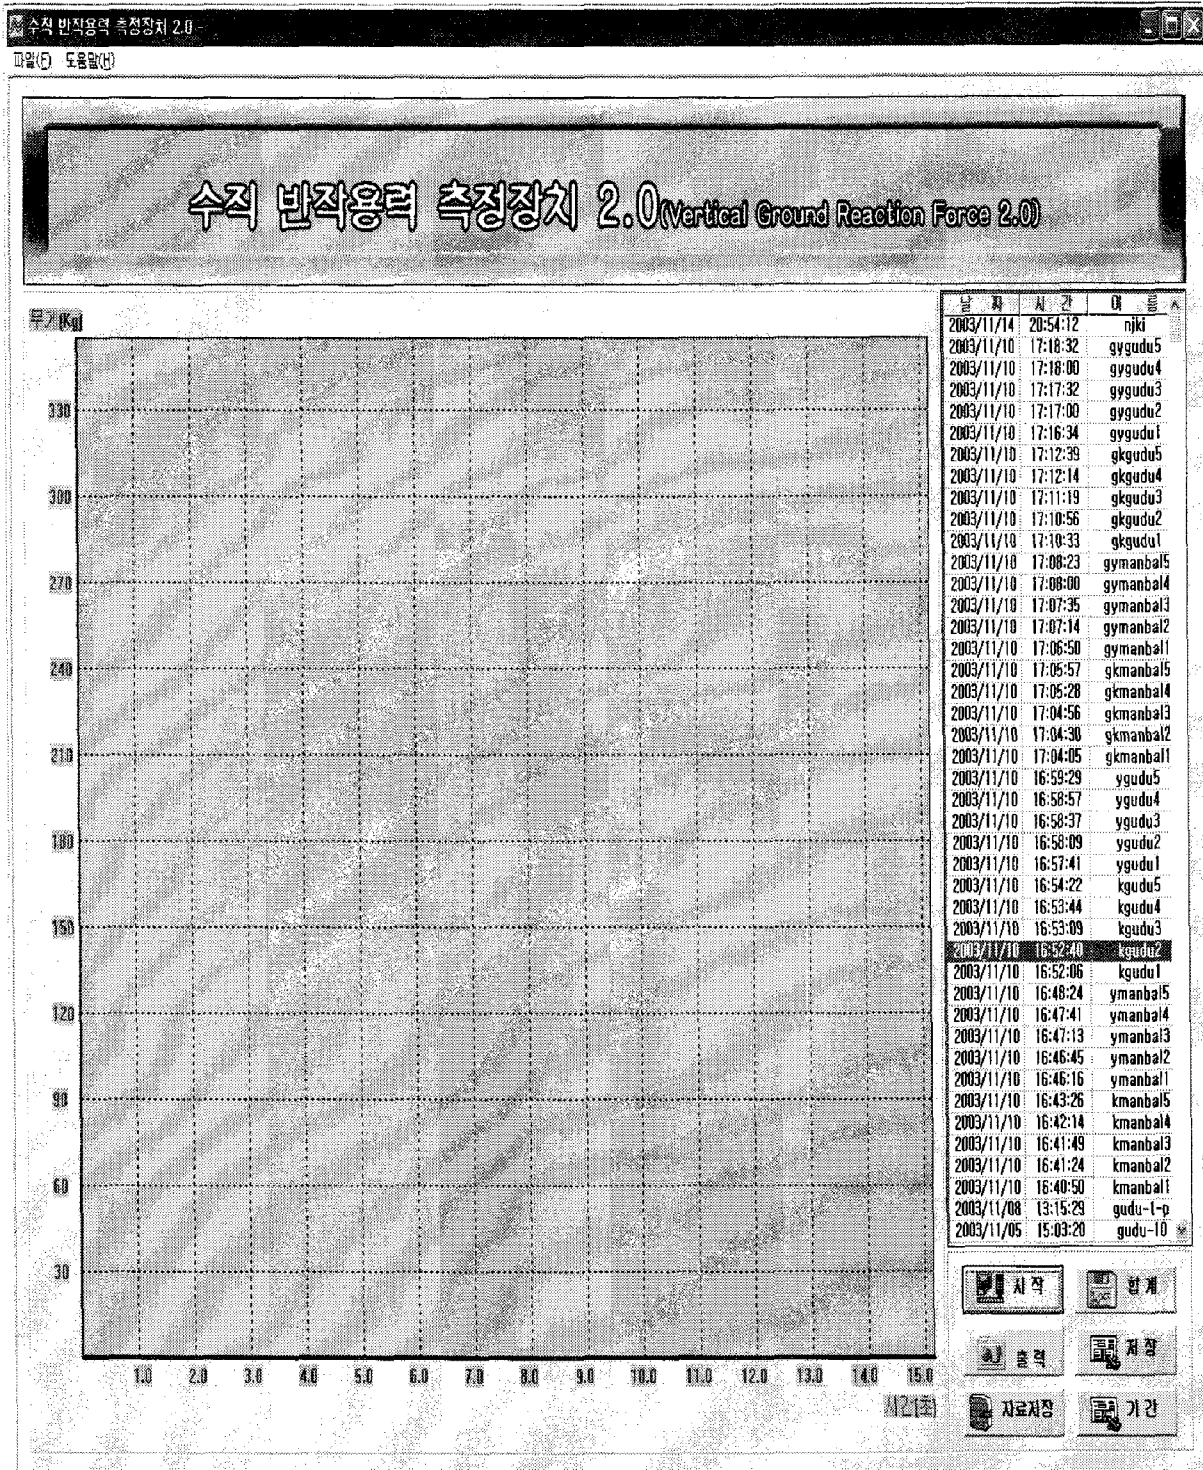 수직 반작용력 측정장치 2.0
파일(F) 도움말(H)
수직 반작용력 측정장치 2.0(Vertical Ground Reaction Force 2.0)
무게(Kg)
330
300
270
240
210
180
150
120
90
60
30
1.0 2.0 3.0 4.0 5.0 6.0 7.0 8.0 9.0 10.0 11.0 12.0 13.0 14.0 15.0
시간(초)
날 짜 시 간 이 름
2003/11/14 20:54:12 njki
2003/11/10 17:18:32 gygudu5
2003/11/10 17:18:00 gygudu4
2003/11/10 17:17:32 gygudu3
2003/11/10 17:17:00 gygudu2
2003/11/10 17:16:34 gygudu1
2003/11/10 17:12:39 gkgudu5
2003/11/10 17:12:14 gkgudu4
2003/11/10 17:11:19 gkgudu3
2003/11/10 17:10:56 gkgudu2
2003/11/10 17:10:33 gkgudu1
2003/11/10 17:08:23 gymanbal5
2003/11/10 17:08:00 gymanbal4
2003/11/10 17:07:35 gymanbal3
2003/11/10 17:07:14 gymanbal2
2003/11/10 17:06:50 gymanbal1
2003/11/10 17:05:57 gkmanbal5
2003/11/10 17:05:28 gkmanbal4
2003/11/10 17:04:56 gkmanbal3
2003/11/10 17:04:30 gkmanbal2
2003/11/10 17:04:05 gkmanbal1
2003/11/10 16:59:29 ygudu5
2003/11/10 16:58:57 ygudu4
2003/11/10 16:58:37 ygudu3
2003/11/10 16:58:09 ygudu2
2003/11/10 16:57:41 ygudu1
2003/11/10 16:54:22 kgudu5
2003/11/10 16:53:44 kgudu4
2003/11/10 16:53:09 kgudu3
2003/11/10 16:52:40 kgudu2
2003/11/10 16:52:06 kgudu1
2003/11/10 16:48:24 ymanbal5
2003/11/10 16:47:41 ymanbal4
2003/11/10 16:47:13 ymanbal3
2003/11/10 16:46:45 ymanbal2
2003/11/10 16:46:16 ymanbal1
2003/11/10 16:43:26 kmanbal5
2003/11/10 16:42:14 kmanbal4
2003/11/10 16:41:49 kmanbal3
2003/11/10 16:41:24 kmanbal2
2003/11/10 16:40:50 kmanbal1
2003/11/08 13:15:29 gudu-1-p
2003/11/05 15:03:20 gudu-10
시작 합계
출력 저장
자료저장 기간